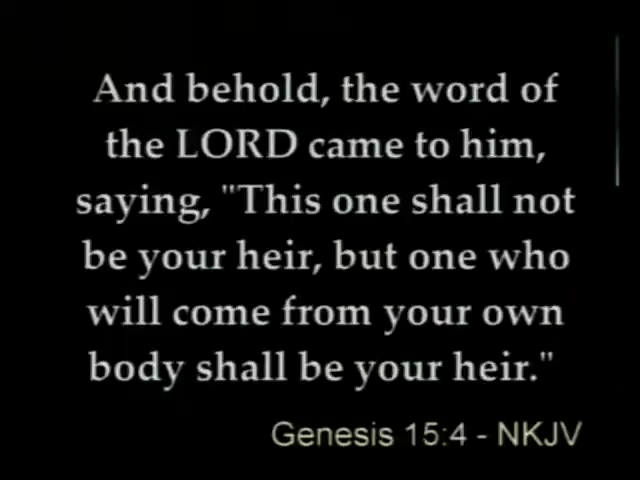 And behold, the word of
the LORD came to him,
saying, "This one shall not
be your heir, but one who
will come from your own
body shall be your heir."
Genesis 15:4 - NKJV